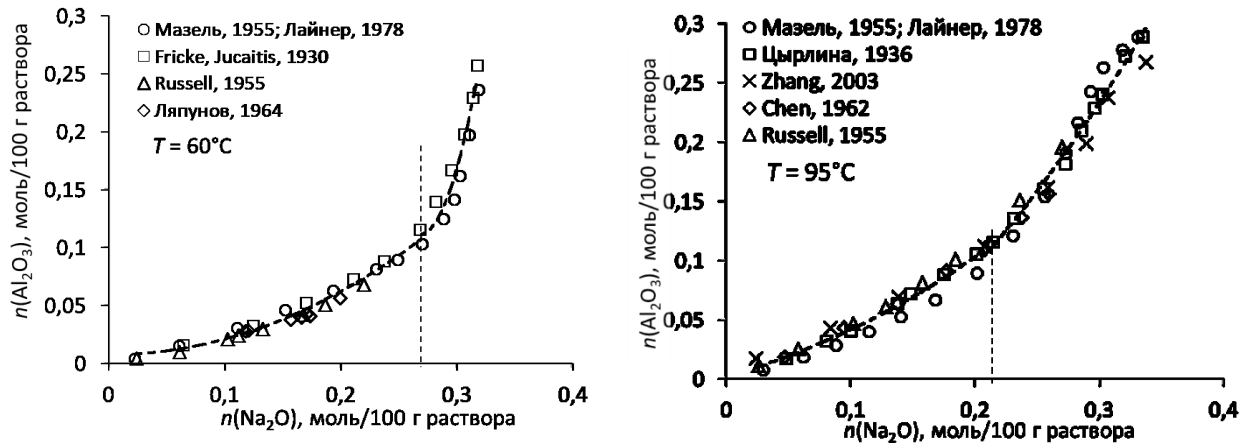 0,3
0,25
0,2
0,15
0,1
0,05
0
n(Al₂O₃), моль/100 г раствора
Мазель, 1955; Лайнер, 1978
Fricke, Jucaitis, 1930
Russell, 1955
Ляпунов, 1964
T = 60°C
0 0,1 0,2 0,3 0,4
n(Na₂O), моль/100 г раствора
0,3
0,25
0,2
0,15
0,1
0,05
0
n(Al₂O₃), моль/100 г раствора
Мазель, 1955; Лайнер, 1978
Цырлина, 1936
Zhang, 2003
Chen, 1962
Russell, 1955
T = 95°C
0 0,1 0,2 0,3 0,4
n(Na₂O), моль/100 г раствора